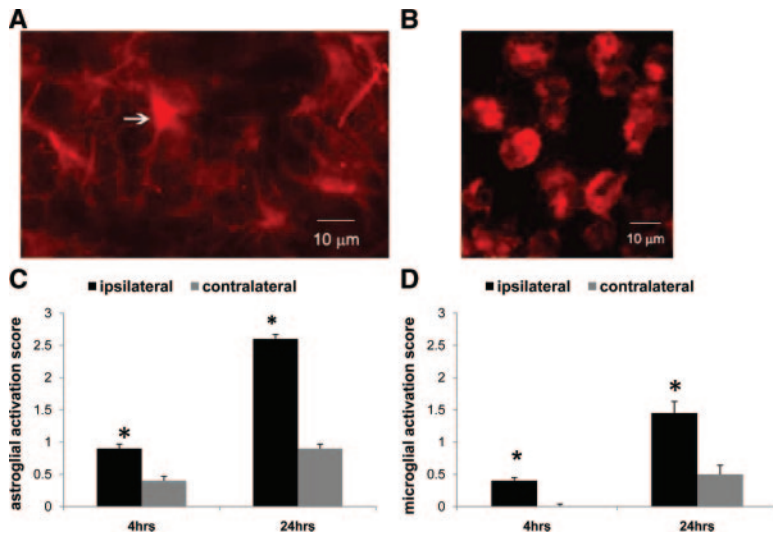 A
B
10 μm
10 μm
C
D
■ ipsilateral ■ contralateral
■ ipsilateral ■ contralateral
astroglial activation score
3
2.5
2
1.5
1
0.5
0
*
*
4hrs
24hrs
microglial activation score
3
2.5
2
1.5
1
0.5
0
*
*
4hrs
24hrs